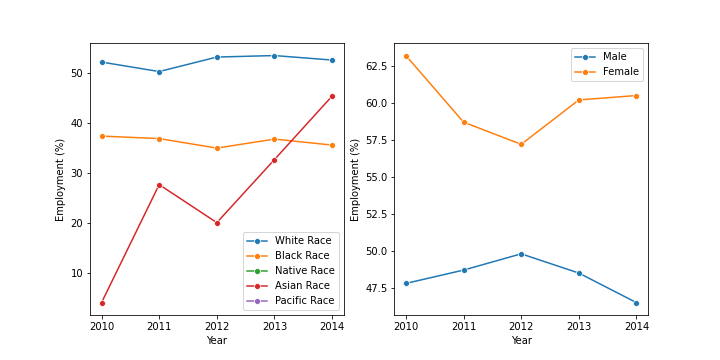 Employment (%)
50
40
30
20
10
2010 2011 2012 2013 2014
Year
White Race
Black Race
Native Race
Asian Race
Pacific Race
Employment (%)
62.5
60.0
57.5
55.0
52.5
50.0
47.5
2010 2011 2012 2013 2014
Year
Male
Female